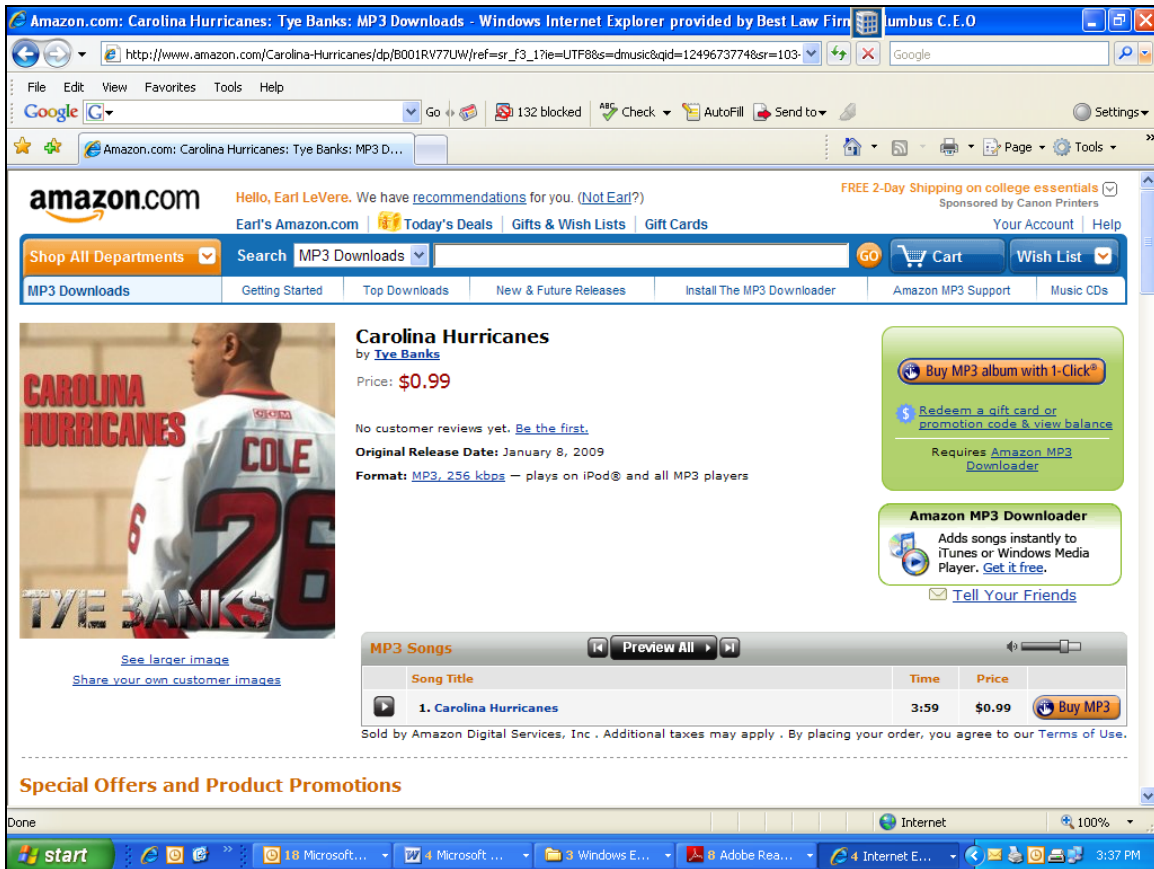 Amazon.com: Carolina Hurricanes: Tye Banks: MP3 Downloads - Windows Internet Explorer provided by Best Law Firm lumbus C.E.O
http://www.amazon.com/Carolina-Hurricanes/dp/B001RV77UW/ref=sr_f3_1?ie=UTF8&s=dmusic&qid=1249673774&sr=103-
Google
File Edit View Favorites Tools Help
Google G Go 132 blocked ABC Check AutoFill Send to Settings
Amazon.com: Carolina Hurricanes: Tye Banks: MP3 D...
Page Tools »
amazon.com
Hello, Earl LeVere. We have recommendations for you. (Not Earl?)
FREE 2-Day Shipping on college essentials
Sponsored by Canon Printers
Earl's Amazon.com Today's Deals Gifts & Wish Lists Gift Cards Your Account Help
Shop All Departments Search MP3 Downloads GO Cart Wish List
MP3 Downloads Getting Started Top Downloads New & Future Releases Install The MP3 Downloader Amazon MP3 Support Music CDs
CAROLINA
HURRICANES
CCM
COLE
26
6
TYE BANKS
See larger image
Share your own customer images
Carolina Hurricanes
by Tye Banks
Price: $0.99
No customer reviews yet. Be the first.
Original Release Date: January 8, 2009
Format: MP3, 256 kbps — plays on iPod® and all MP3 players
Buy MP3 album with 1-Click®
$ Redeem a gift card or
promotion code & view balance
Requires Amazon MP3
Downloader
Amazon MP3 Downloader
Adds songs instantly to
iTunes or Windows Media
Player. Get it free.
Tell Your Friends
MP3 Songs Preview All
Song Title Time Price
1. Carolina Hurricanes 3:59 $0.99 Buy MP3
Sold by Amazon Digital Services, Inc . Additional taxes may apply . By placing your order, you agree to our Terms of Use.
Special Offers and Product Promotions
Done Internet 100%
start » 18 Microsoft... 4 Microsoft ... 3 Windows E... 8 Adobe Rea... 4 Internet E... 3:37 PM